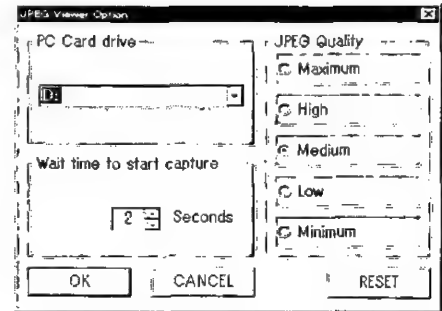 JPEG Viewer Option
PC Card drive
D:
Wait time to start capture
2 Seconds
JPEG Quality
Maximum
High
Medium
Low
Minimum
OK CANCEL RESET